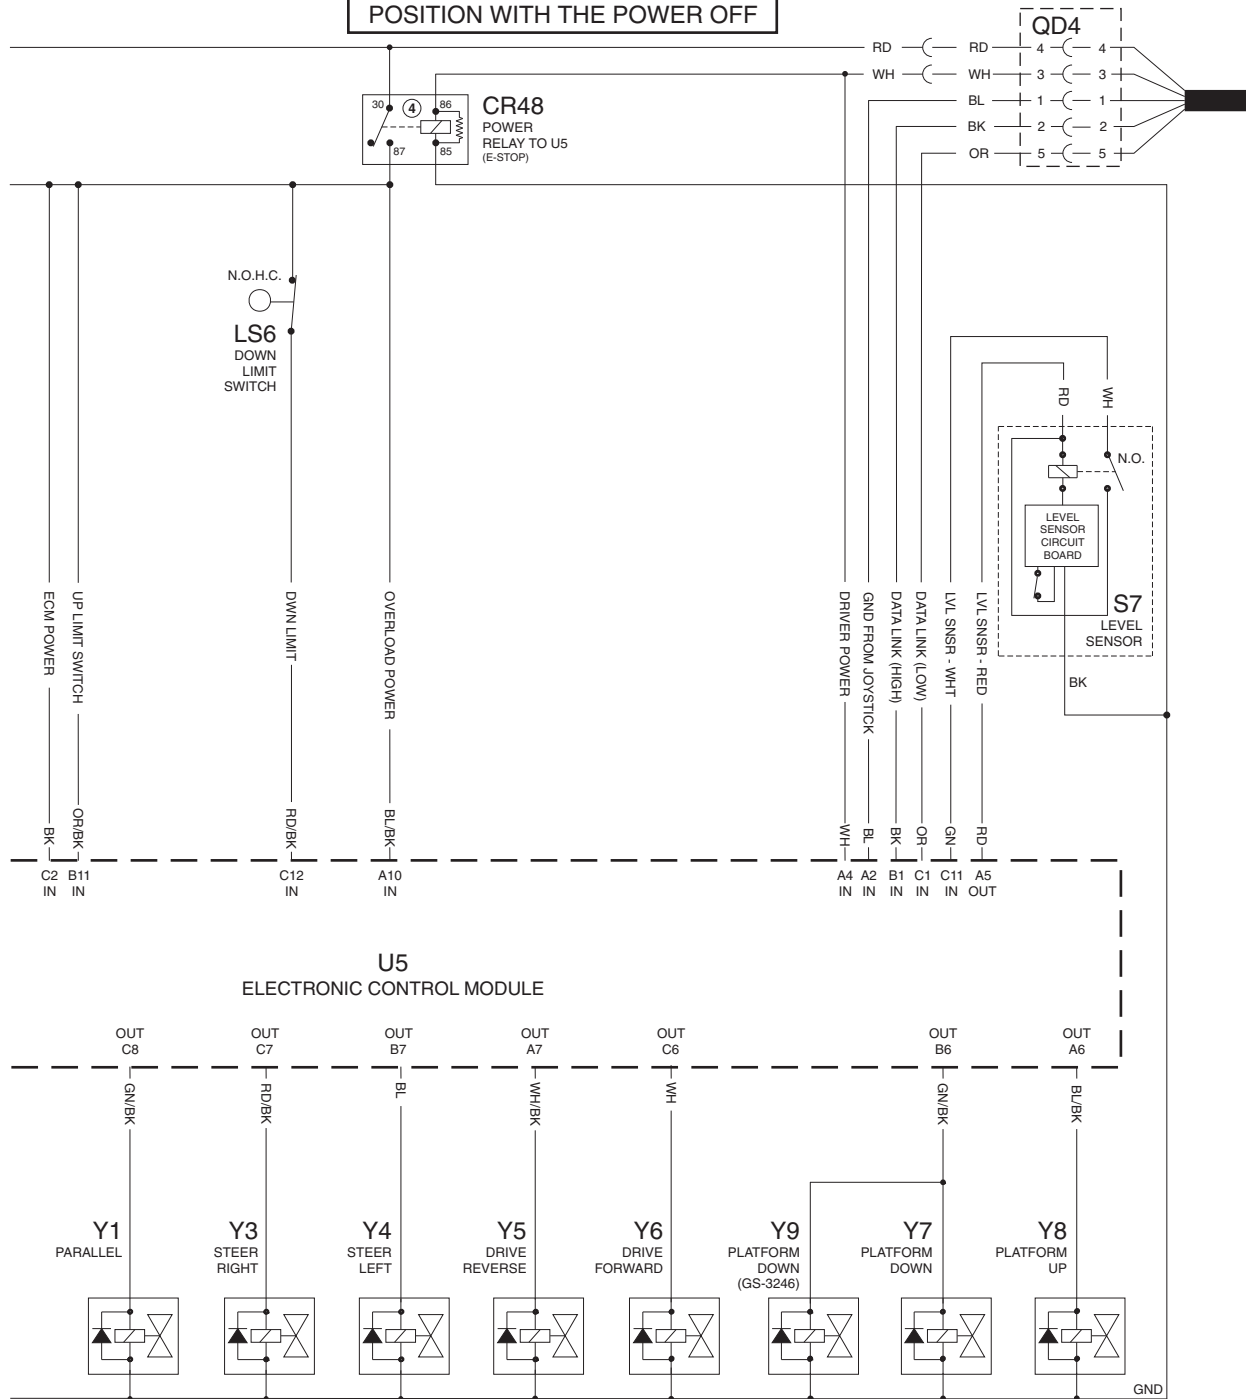 POSITION WITH THE POWER OFF
QD4
RD RD 4 4
WH WH 3 3
BL 1 1
BK 2 2
OR 5 5
30 4 86
87 85
CR48
POWER
RELAY TO U5
(E-STOP)
N.O.H.C.
LS6
DOWN
LIMIT
SWITCH
RD
WH
N.O.
LEVEL
SENSOR
CIRCUIT
BOARD
S7
LEVEL
SENSOR
BK
ECM POWER
UP LIMIT SWITCH
DWN LIMIT
OVERLOAD POWER
DRIVER POWER
GND FROM JOYSTICK
DATA LINK (HIGH)
DATA LINK (LOW)
LVL SNSR - WHT
LVL SNSR - RED
BK
OR/BK
RD/BK
BL/BK
WH
BL
BK
OR
GN
RD
C2 B11 C12 A10 A4 A2 B1 C1 C11 A5
IN IN IN IN IN IN IN IN IN OUT
U5
ELECTRONIC CONTROL MODULE
OUT OUT OUT OUT OUT OUT OUT
C8 C7 B7 A7 C6 B6 A6
GN/BK
RD/BK
BL
WH/BK
WH
GN/BK
BL/BK
Y1
PARALLEL
Y3
STEER
RIGHT
Y4
STEER
LEFT
Y5
DRIVE
REVERSE
Y6
DRIVE
FORWARD
Y9
PLATFORM
DOWN
(GS-3246)
Y7
PLATFORM
DOWN
Y8
PLATFORM
UP
GND